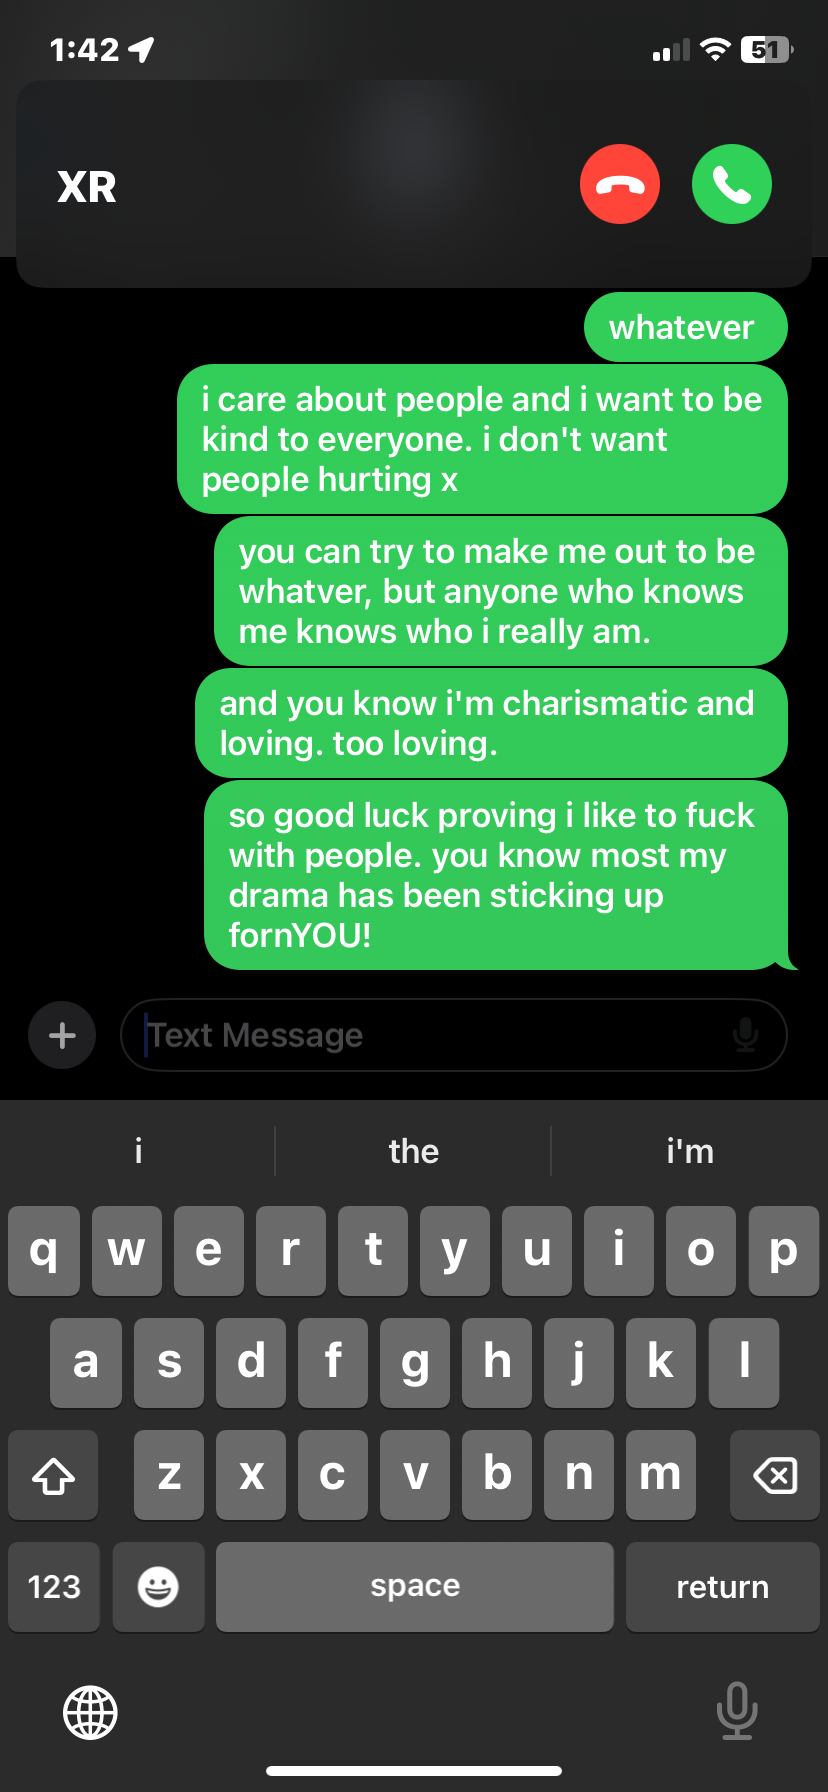 1:42
51
XR
whatever
i care about people and i want to be
kind to everyone. i don't want
people hurting x
you can try to make me out to be
whatver, but anyone who knows
me knows who i really am.
and you know i'm charismatic and
loving. too loving.
so good luck proving i like to fuck
with people. you know most my
drama has been sticking up
fornYOU!
Text Message
i the i'm
q w e r t y u i o p
a s d f g h j k l
z x c v b n m
123 space return